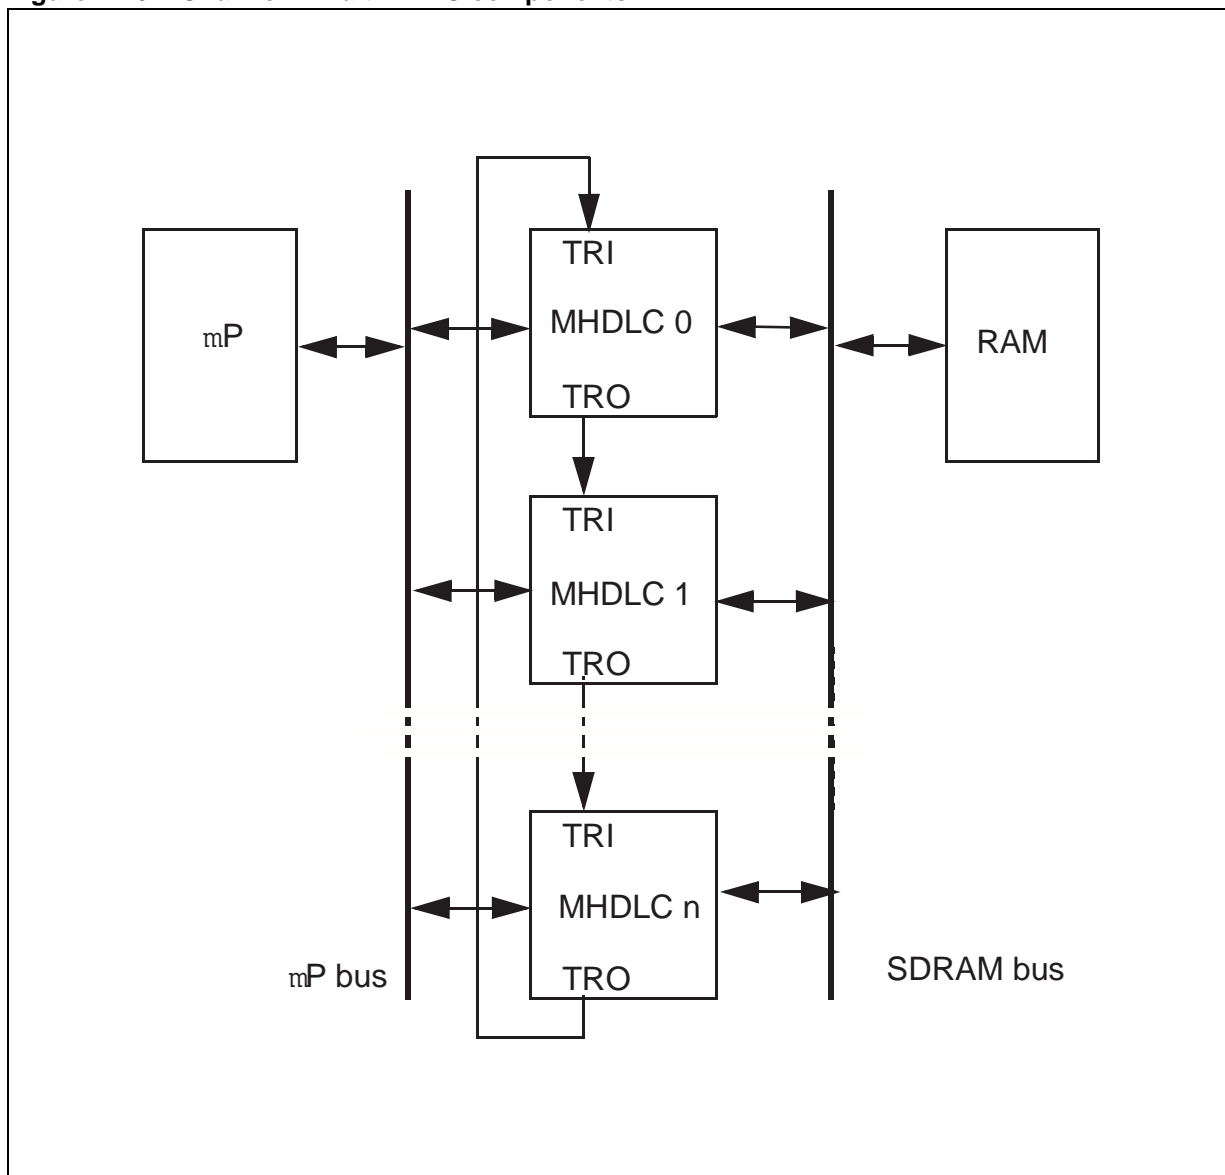 TRI
mP
MHDLC 0
RAM
TRO
TRI
MHDLC 1
TRO
TRI
MHDLC n
mP bus
TRO
SDRAM bus